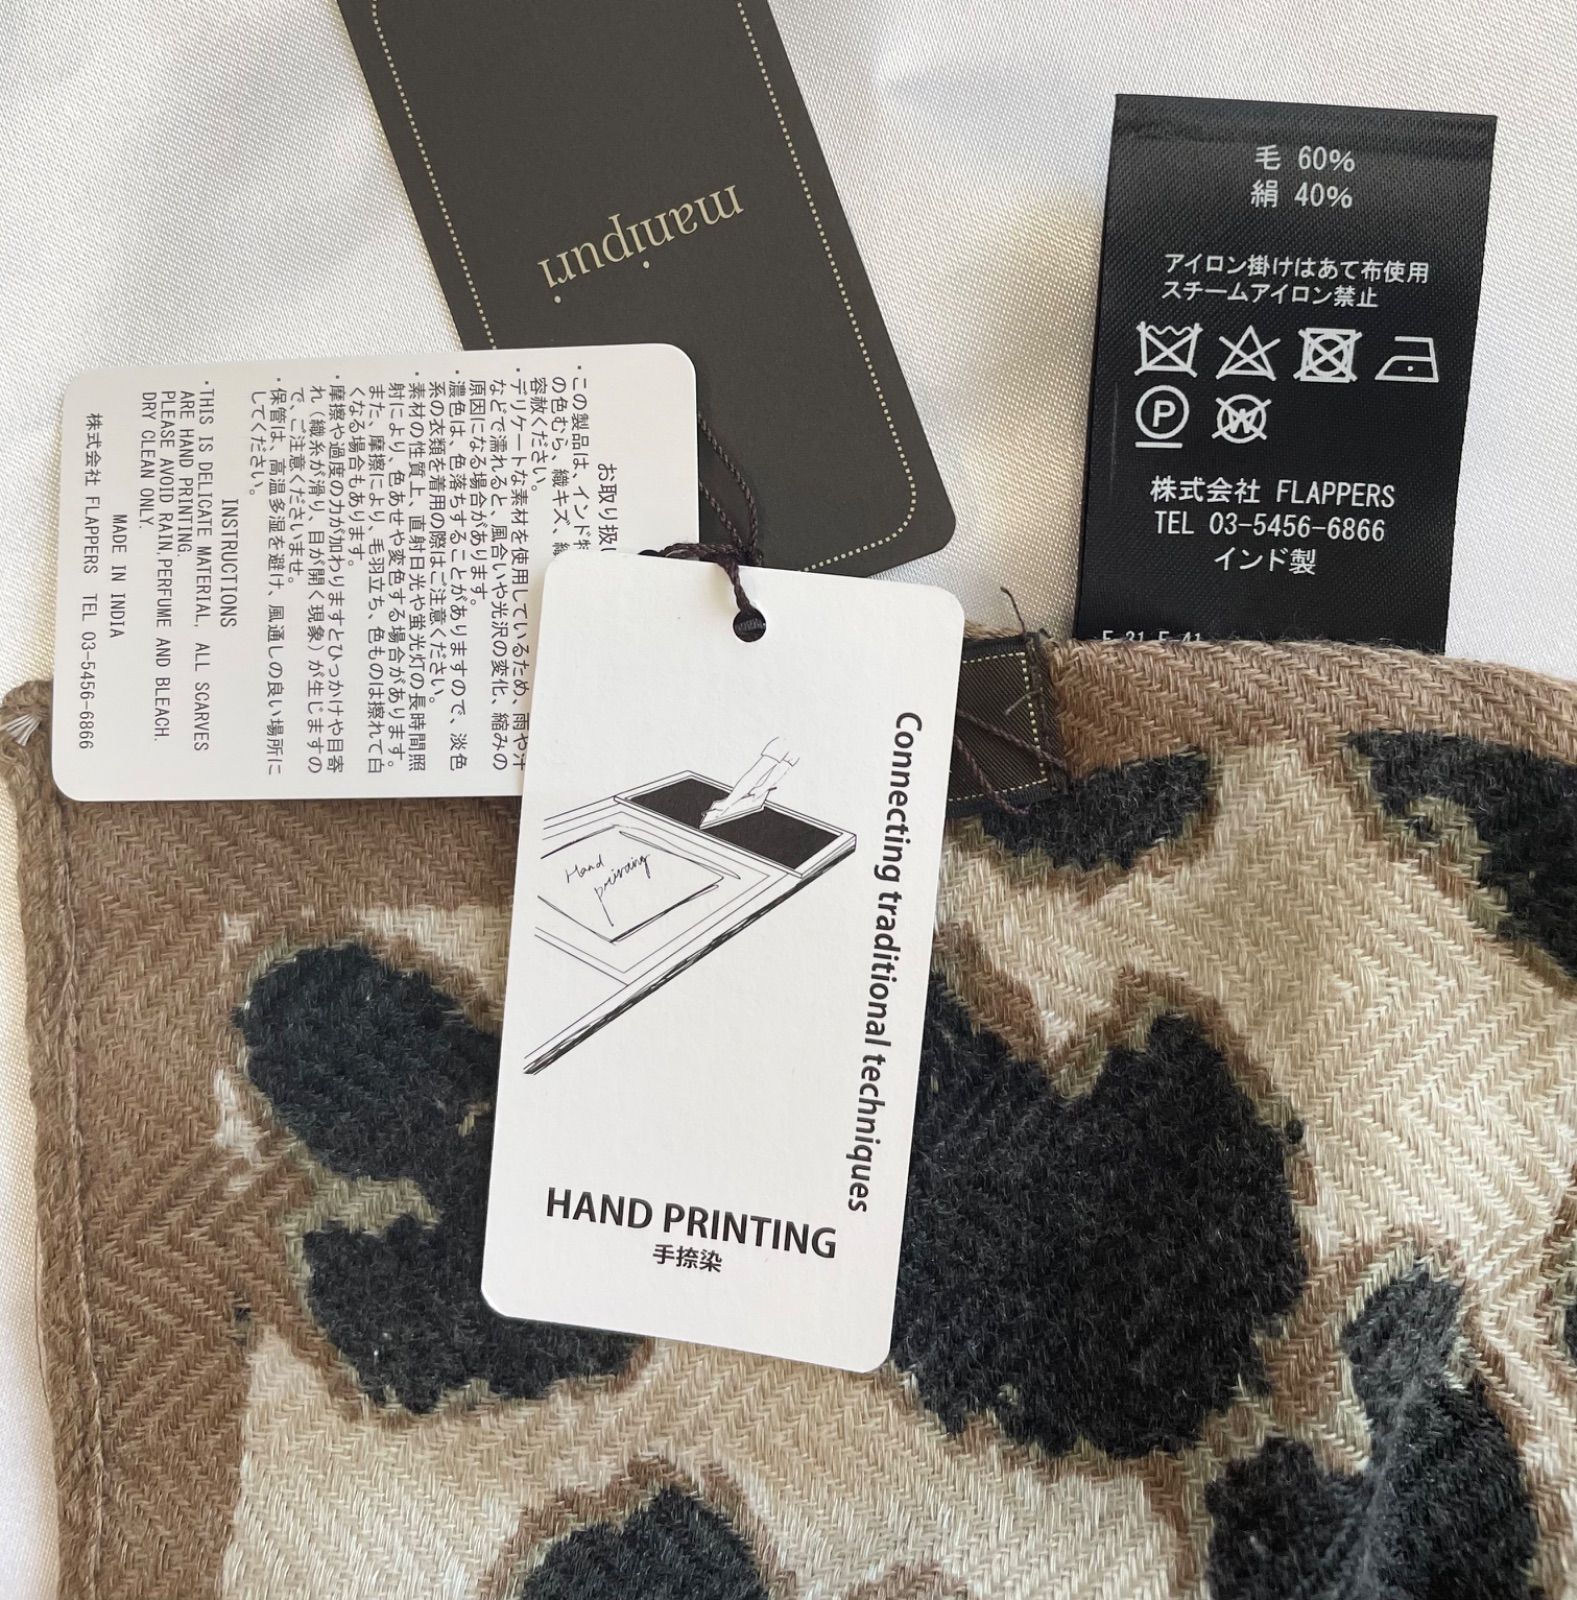 manipuri
毛 60%
絹 40%
アイロン掛けはあて布使用
スチームアイロン禁止
P
W
株式会社 FLAPPERS
TEL 03-5456-6866
インド製
お取り扱い
・この製品は、インド
の色むら、織キズ、
容赦ください。
・デリケートな素材を使用しているため、雨や汗
などで濡れると、風合いや光沢の変化、縮みの
原因になる場合があります。
・濃色は、色落ちすることがありますので、淡色
系の衣類を着用の際はご注意ください。
・素材の性質上、直射日光や蛍光灯の長時間照
射により、色あせや変色する場合があります。
また、摩擦により、毛羽立ち、色ものは擦れて白
くなる場合もあります。
・摩擦や過度の力が加わりますとひっかけや目寄
れ（織糸が滑り、目が開く現象）が生じますの
で、ご注意くださいませ。
・保管は、高温多湿を避け、風通しの良い場所に
してください。
INSTRUCTIONS
・THIS IS DELICATE MATERIAL, ALL SCARVES
ARE HAND PRINTING.
PLEASE AVOID RAIN,PERFUME AND BLEACH.
DRY CLEAN ONLY.
MADE IN INDIA
株式会社 FLAPPERS TEL 03-5456-6866
Connecting traditional techniques
Hand
HAND PRINTING
手捺染